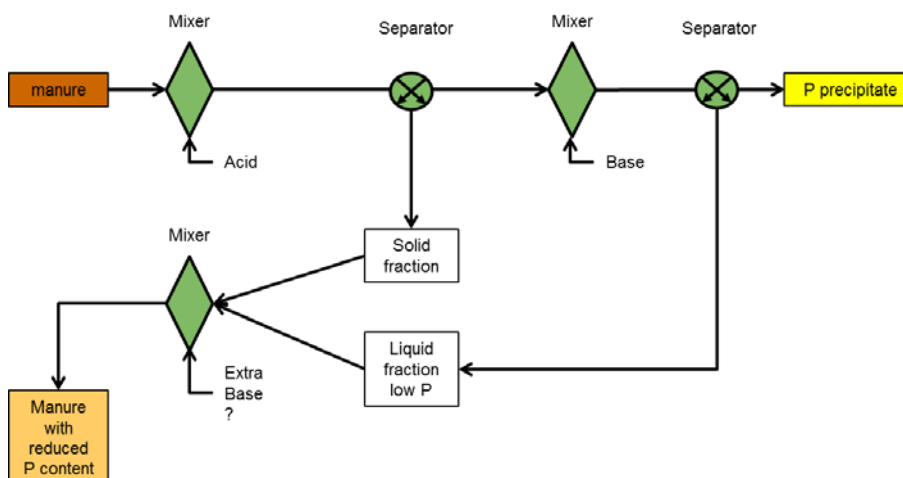 Mixer
Separator
Mixer
Separator
manure
P precipitate
Acid
Base
Mixer
Solid
fraction
Liquid
fraction
low P
Extra
Base
?
Manure
with
reduced
P content